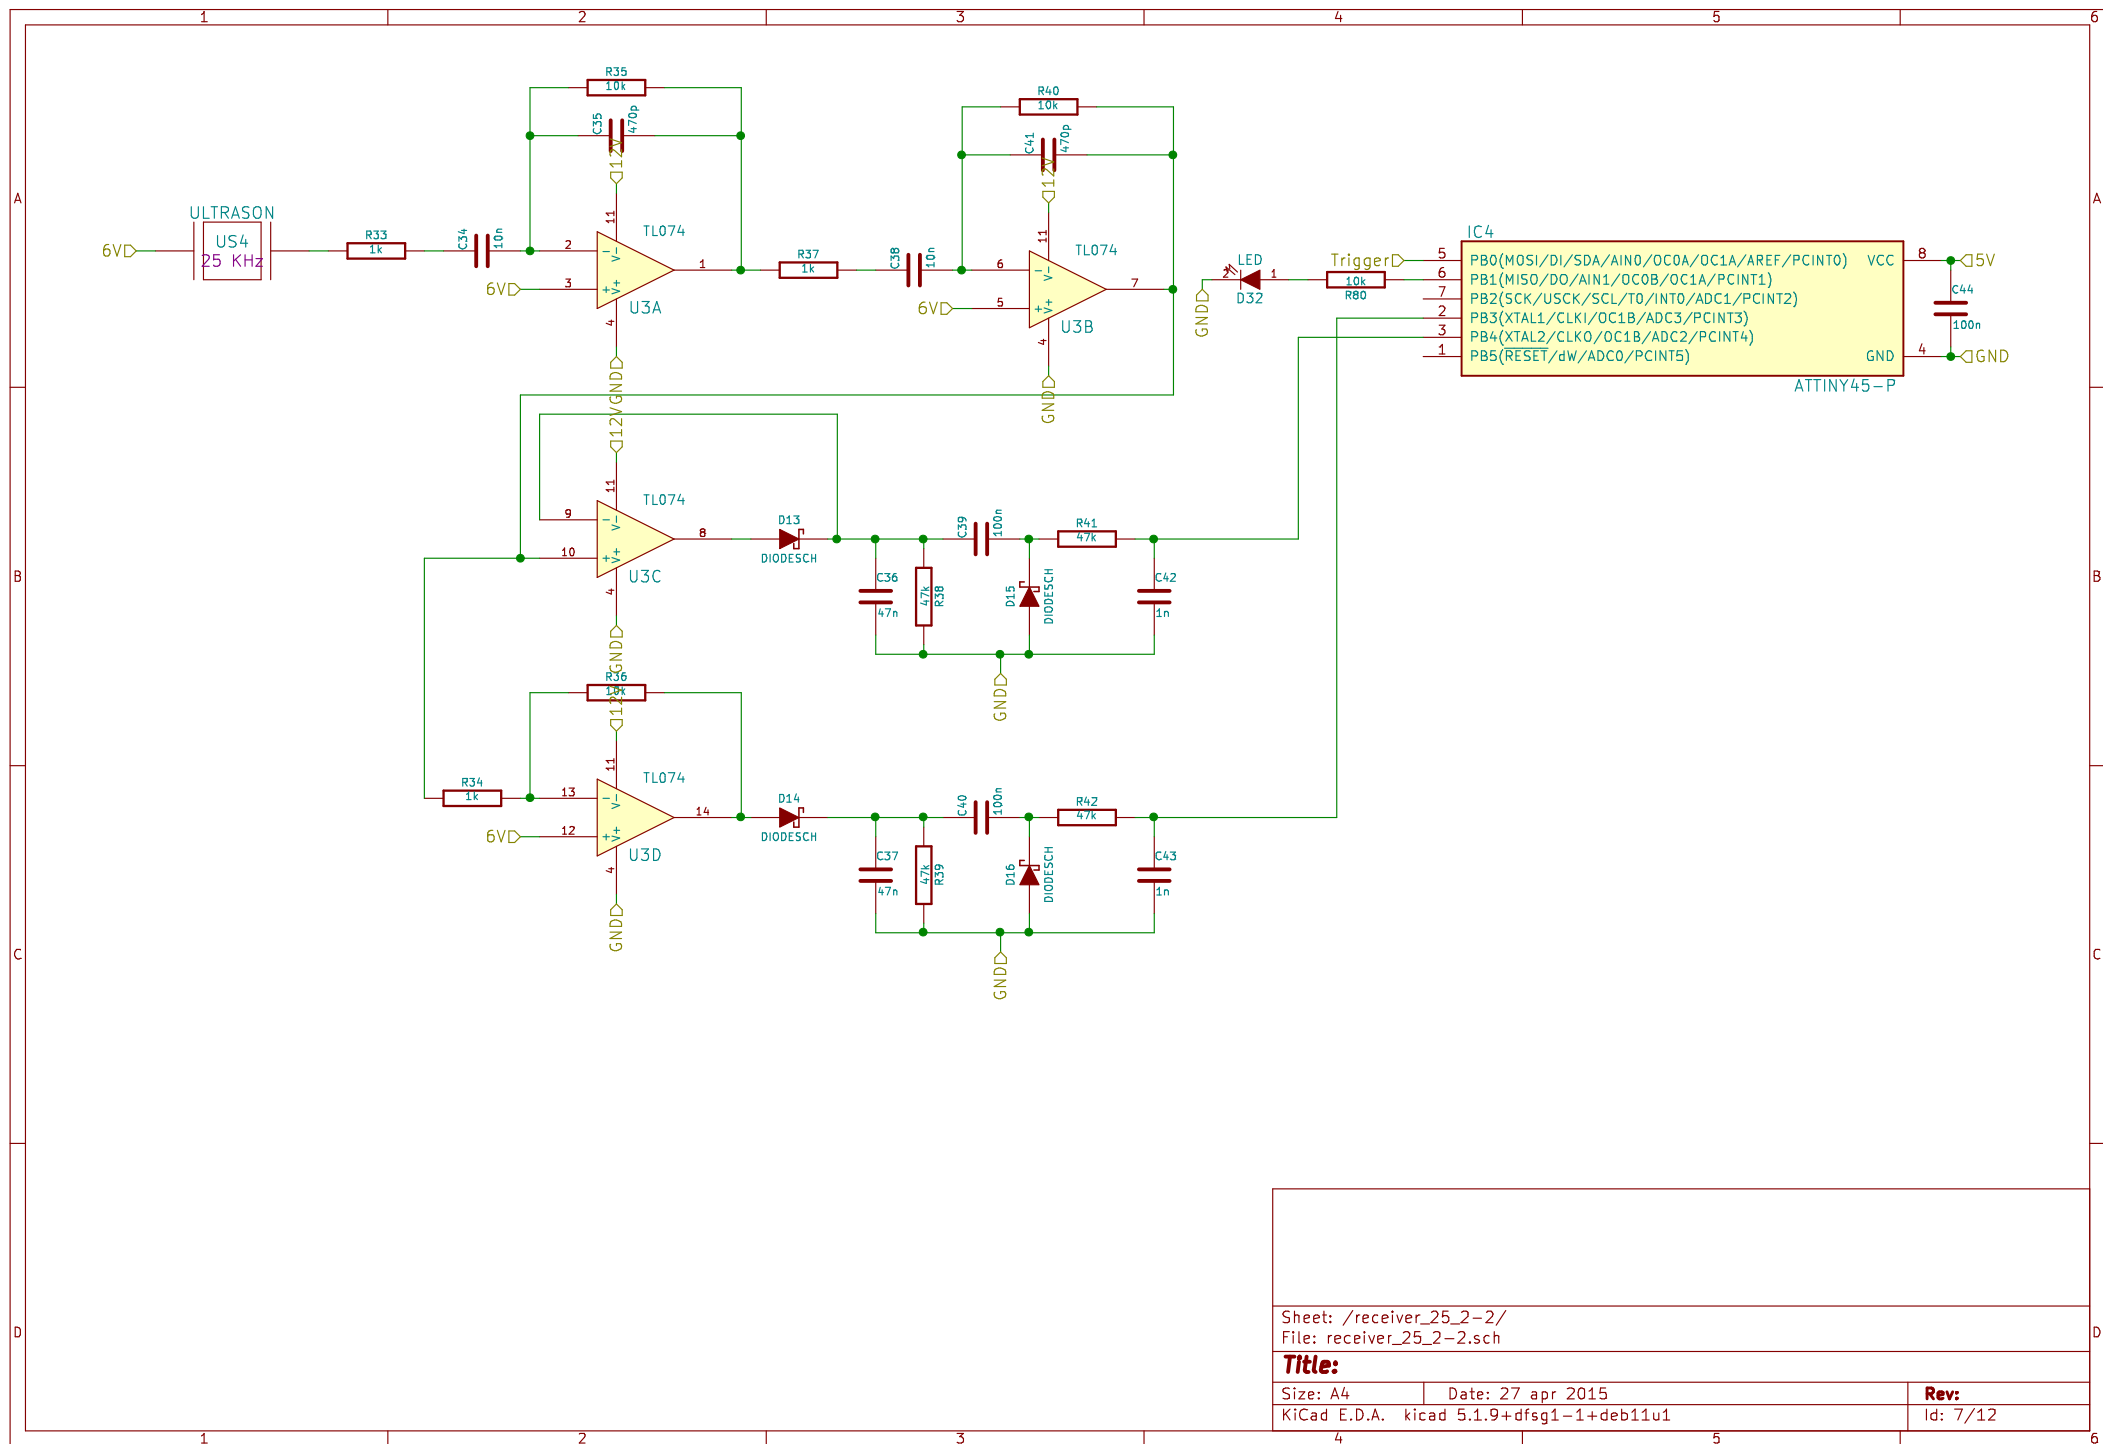 1 2 3 4 5 6
A
B
C
D
ULTRASON
US4
25 KHz
6V
R33
1k
C34
10n
R35
10k
C35
470p
12V
11
TL074
2
3
1
6V
4
U3A
GND
R37
1k
C38
10n
R40
10k
C41
470p
12V
11
TL074
6
5
7
6V
4
U3B
GND
LED
2 1
D32
GND
Trigger
10k
R80
IC4
5 PB0(MOSI/DI/SDA/AIN0/OC0A/OC1A/AREF/PCINT0) VCC 8 5V
6 PB1(MISO/DO/AIN1/OC0B/OC1A/PCINT1)
7 PB2(SCK/USCK/SCL/T0/INT0/ADC1/PCINT2)
2 PB3(XTAL1/CLKI/OC1B/ADC3/PCINT3)
3 PB4(XTAL2/CLKO/OC1B/ADC2/PCINT4)
1 PB5(RESET/dW/ADC0/PCINT5) GND 4 GND
ATTINY45-P
C44
100n
12V
11
TL074
9
10
8
V-
V+
4
U3C
GND
D13
DIODESCH
C36
47n
47k
R38
C39
100n
D15
DIODESCH
R41
47k
C42
1n
GND
R36
10k
12V
11
TL074
R34
1k
13
12
14
6V
V-
V+
4
U3D
GND
D14
DIODESCH
C37
47n
47k
R39
C40
100n
D16
DIODESCH
R42
47k
C43
1n
GND
Sheet: /receiver_25_2-2/
File: receiver_25_2-2.sch
Title:
Size: A4 Date: 27 apr 2015 Rev:
KiCad E.D.A. kicad 5.1.9+dfsg1-1+deb11u1 Id: 7/12
A
B
C
D
1 2 3 4 5 6